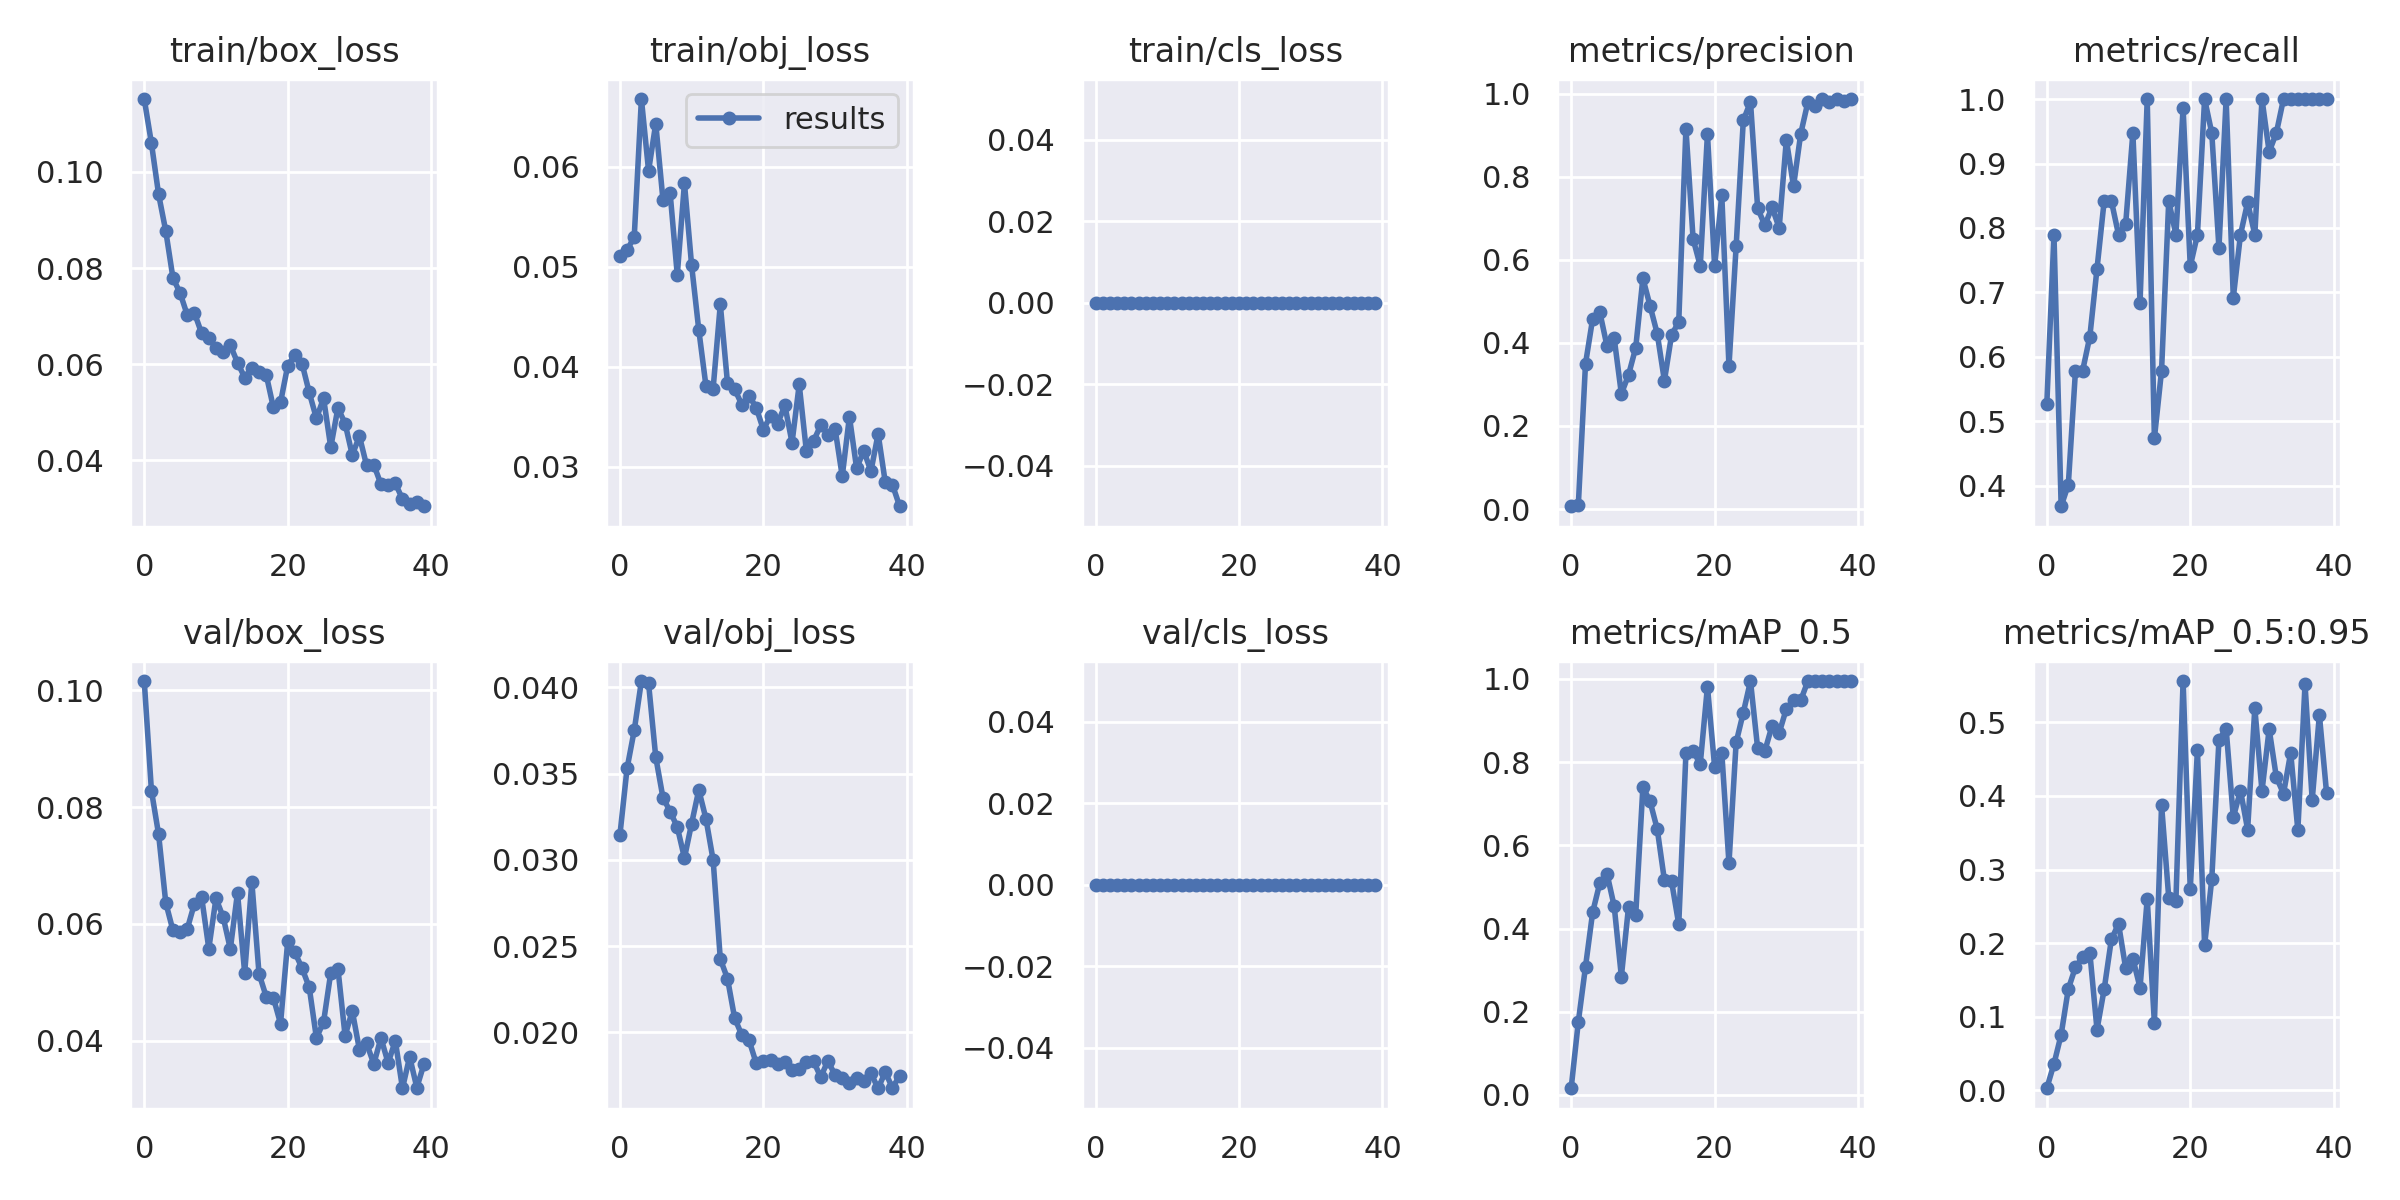 train/box_loss
0.10
0.08
0.06
0.04
0 20 40
train/obj_loss
results
0.06
0.05
0.04
0.03
0 20 40
train/cls_loss
0.04
0.02
0.00
−0.02
−0.04
0 20 40
metrics/precision
1.0
0.8
0.6
0.4
0.2
0.0
0 20 40
metrics/recall
1.0
0.9
0.8
0.7
0.6
0.5
0.4
0 20 40
val/box_loss
0.10
0.08
0.06
0.04
0 20 40
val/obj_loss
0.040
0.035
0.030
0.025
0.020
0 20 40
val/cls_loss
0.04
0.02
0.00
−0.02
−0.04
0 20 40
metrics/mAP_0.5
1.0
0.8
0.6
0.4
0.2
0.0
0 20 40
metrics/mAP_0.5:0.95
0.5
0.4
0.3
0.2
0.1
0.0
0 20 40